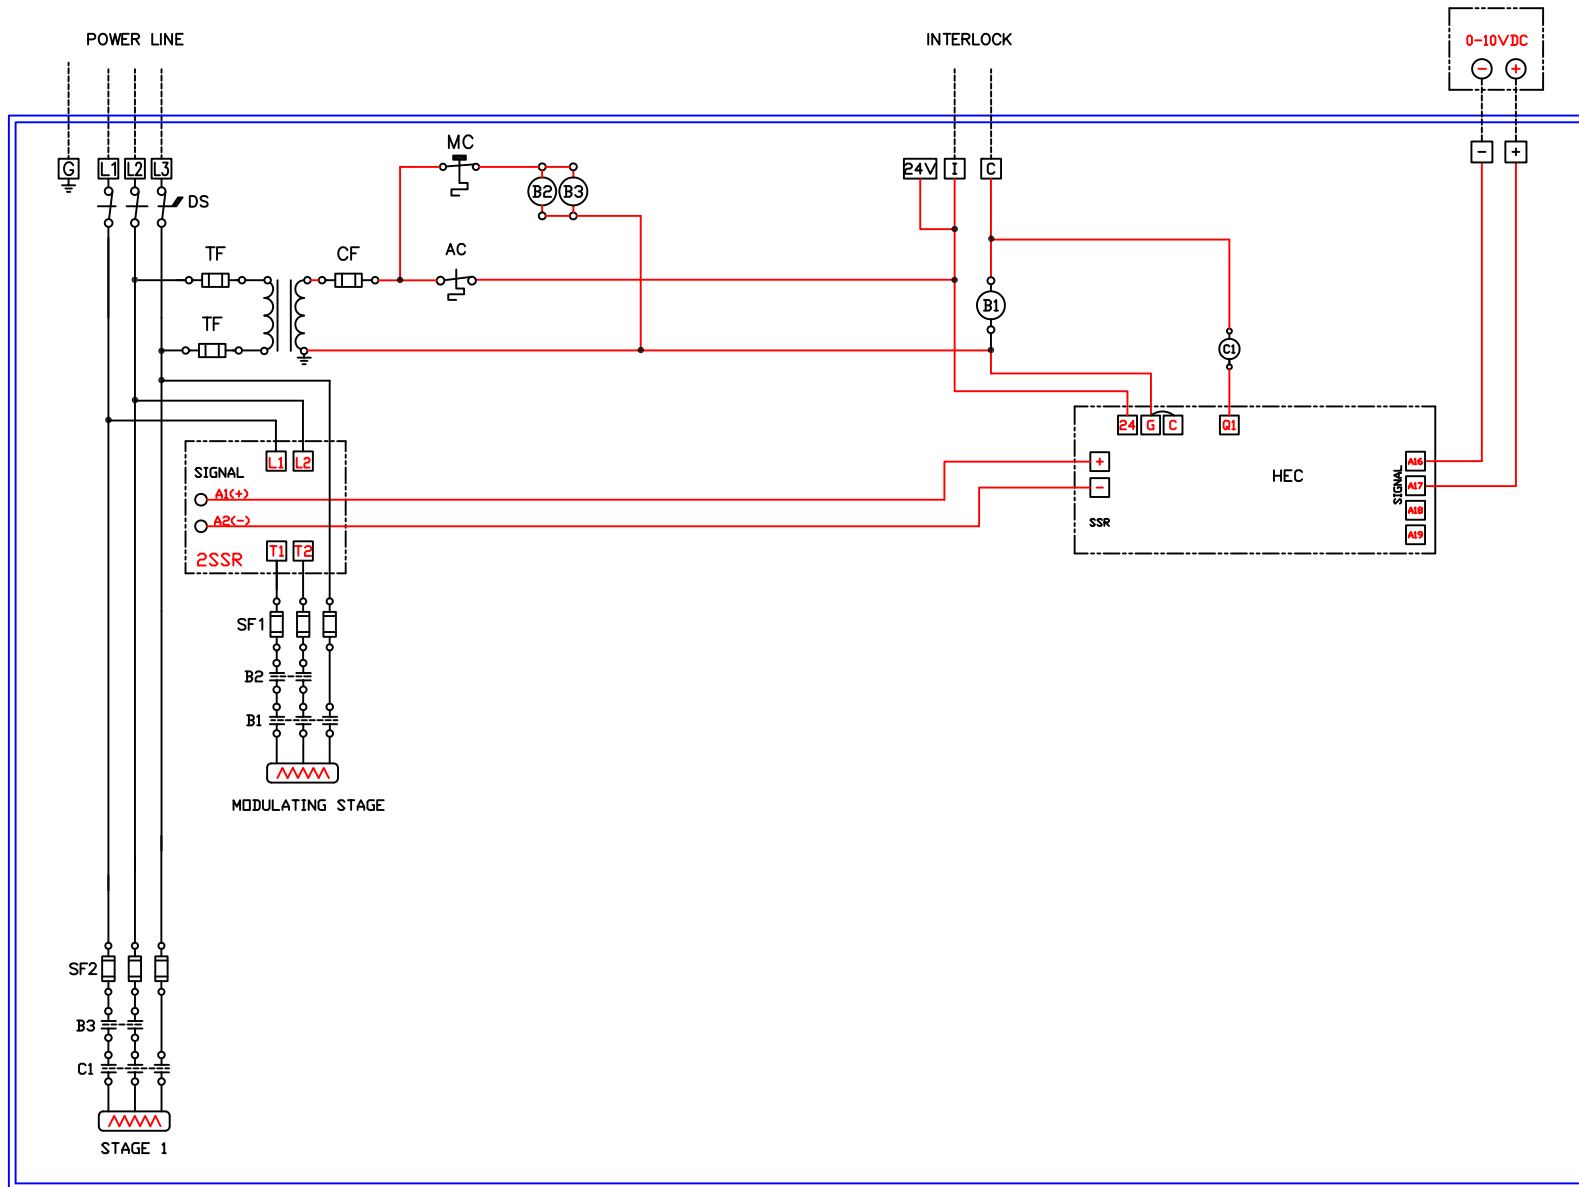 POWER LINE
INTERLOCK
0-10VDC
- +
G L1 L2 L3
MC
24V I C
- +
B2 B3
DS
TF
CF
AC
TF
B1
C1
24 G C Q1
L1 L2
SIGNAL
A1(+)
A2(-)
2SSR
T1 T2
+
-
SSR
HEC
SIGNAL
A16
A17
A18
A19
SF1
B2
B1
MODULATING STAGE
SF2
B3
C1
STAGE 1